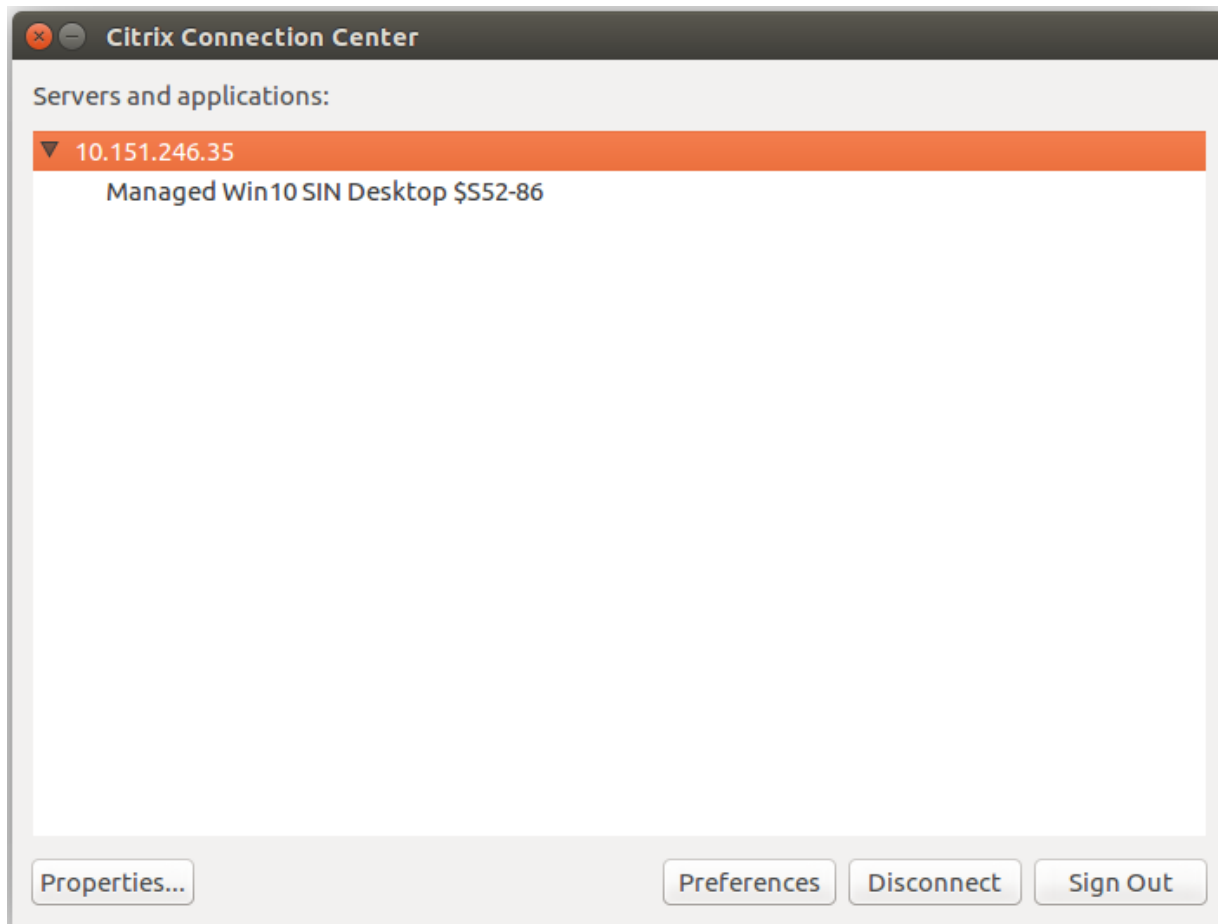 Citrix Connection Center
Servers and applications:
10.151.246.35
Managed Win10 SIN Desktop $S52-86
Properties...
Preferences
Disconnect
Sign Out